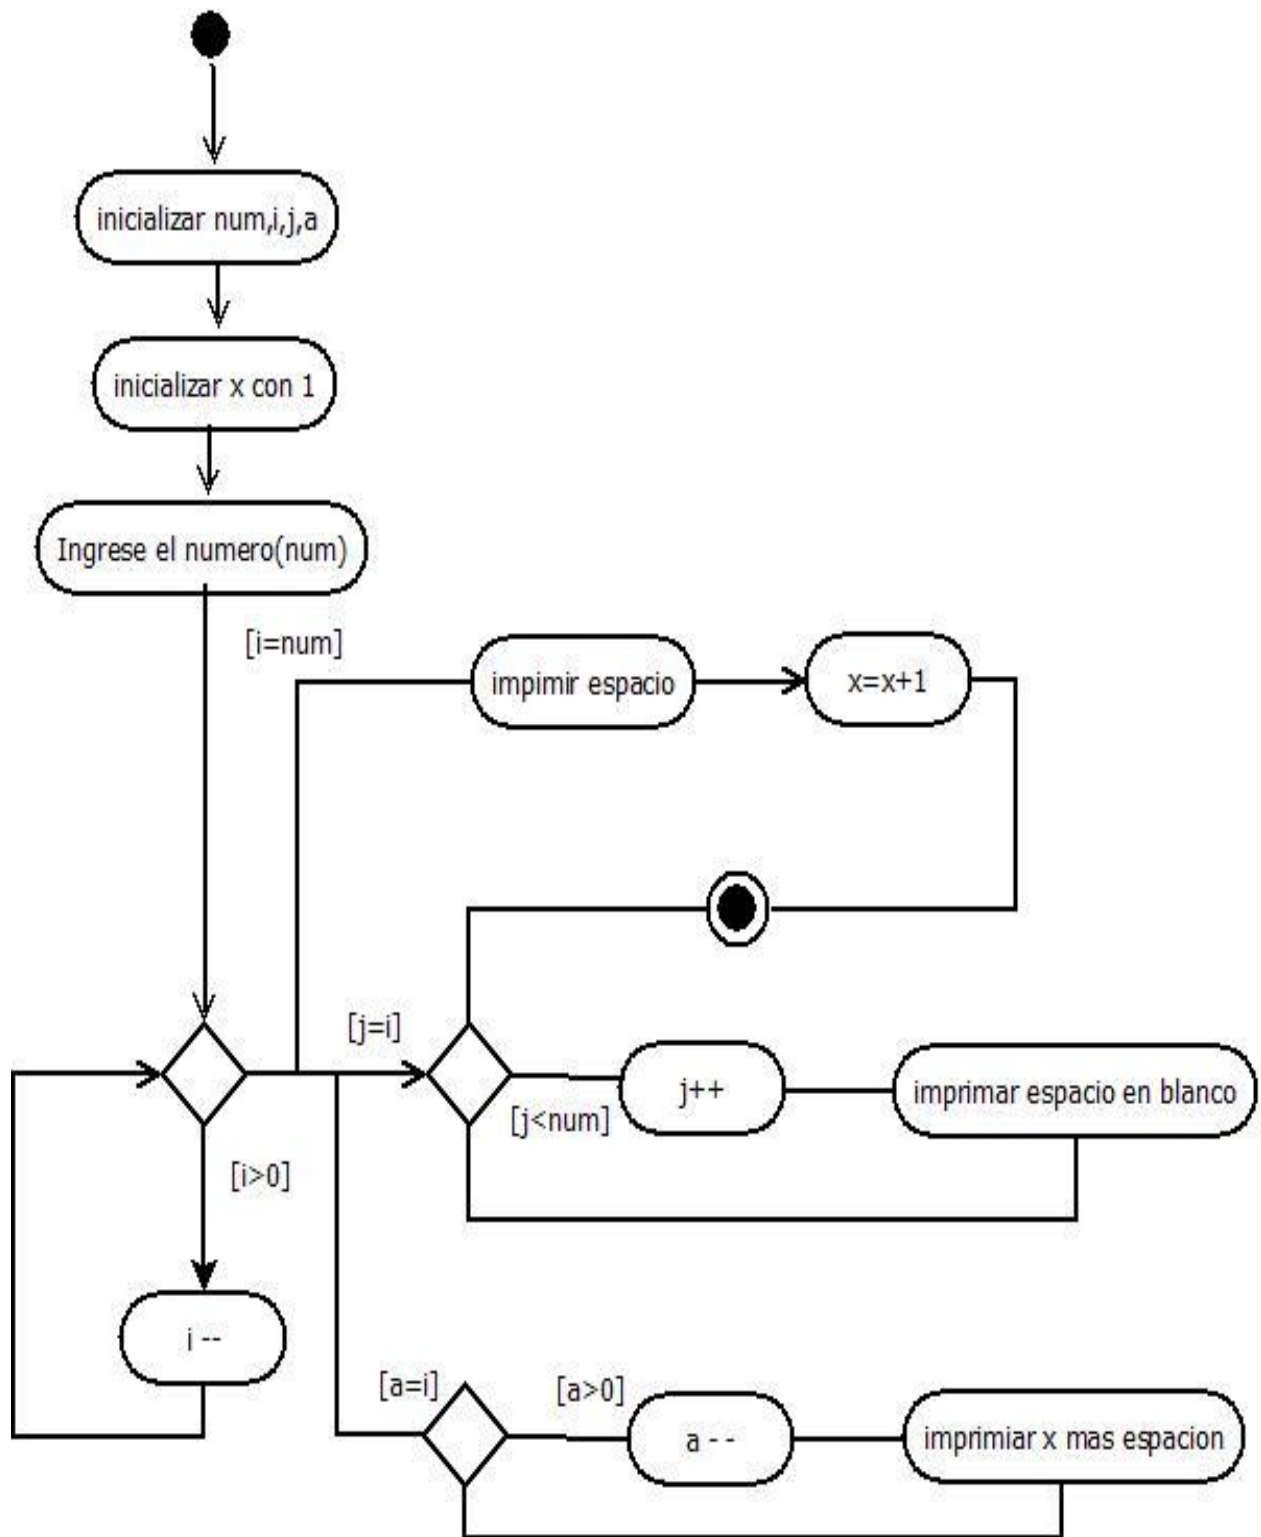 inicializar num,i,j,a
inicializar x con 1
Ingrese el numero(num)
[i=num]
impimir espacio
x=x+1
[j=i]
[j<num]
j++
imprimar espacio en blanco
[i>0]
i --
[a=i]
[a>0]
a - -
imprimiar x mas espacion